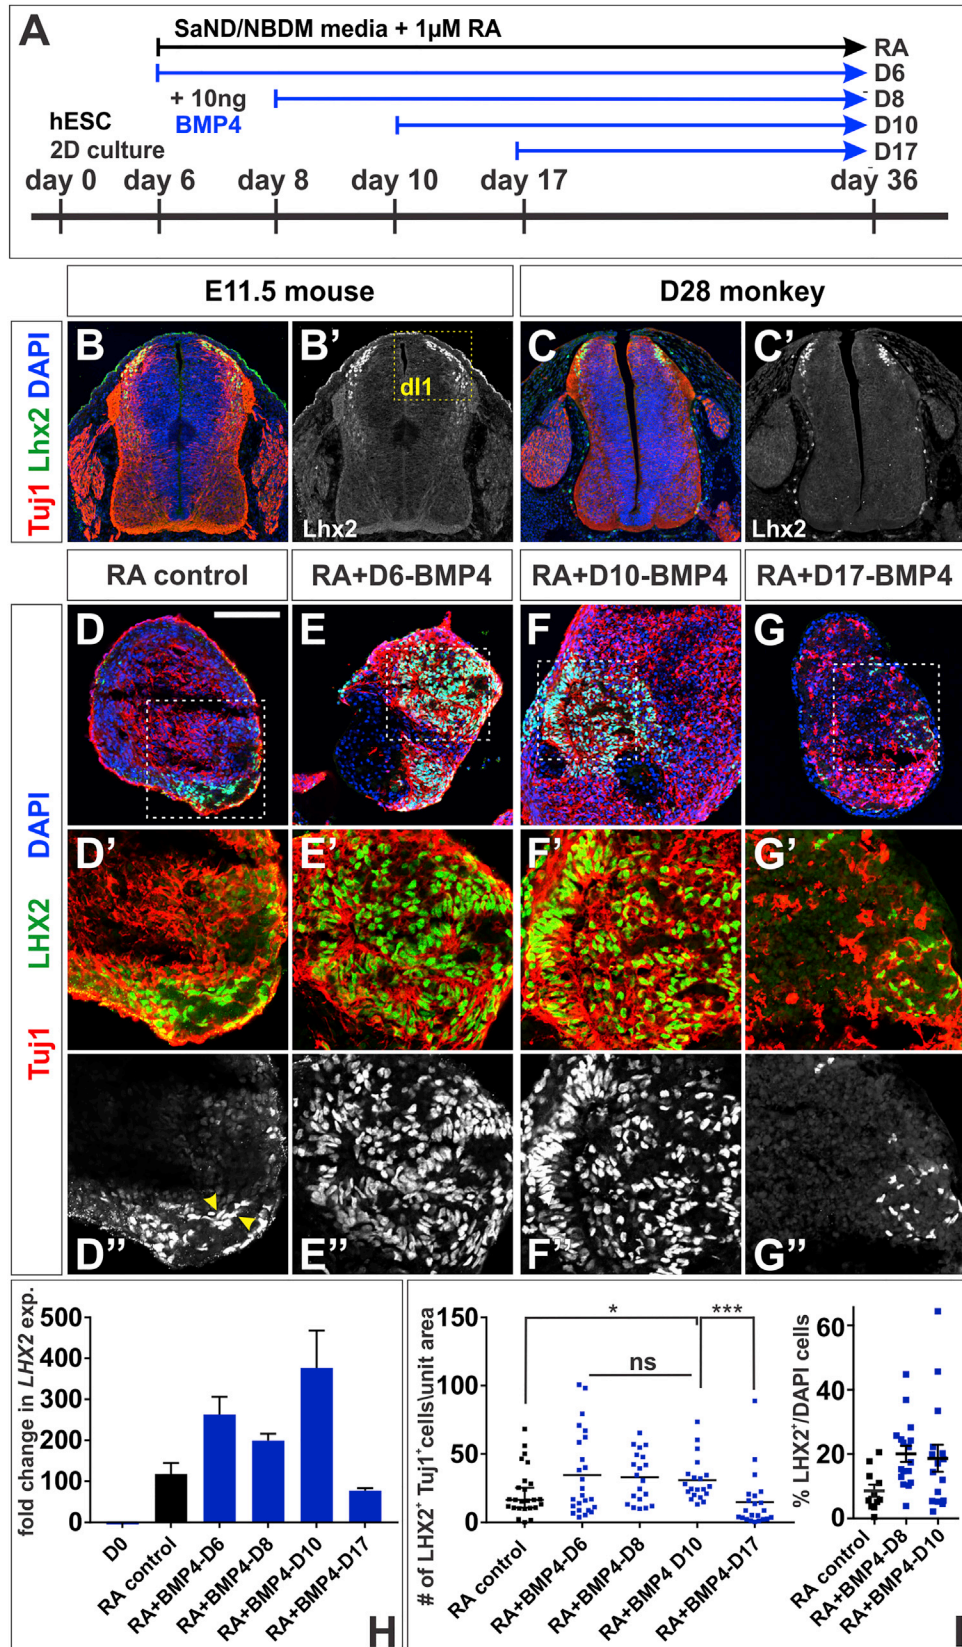 A
SaND/NBDM media + 1µM RA
RA
D6
+ 10ng
D8
hESC
BMP4
D10
2D culture
D17
day 0
day 6
day 8
day 10
day 17
day 36
E11.5 mouse
D28 monkey
Tuj1 Lhx2 DAPI
B
B’
dl1
Lhx2
C
C’
Lhx2
RA control
RA+D6-BMP4
RA+D10-BMP4
RA+D17-BMP4
Tuj1 LHX2 DAPI
D
E
F
G
D’
E’
F’
G’
D”
E”
F”
G”
fold change in LHX2 exp.
500
400
300
200
100
0
D0
RA control
RA+BMP4-D6
RA+BMP4-D8
RA+BMP4-D10
RA+BMP4-D17
H
# of LHX2+ Tuj1+cells\unit area
150
100
50
0
*
***
ns
RA control
RA+BMP4-D6
RA+BMP4-D8
RA+BMP4 D10
RA+BMP4-D17
% LHX2+/DAPI cells
60
40
20
0
RA control
RA+BMP4-D8
RA+BMP4-D10
I